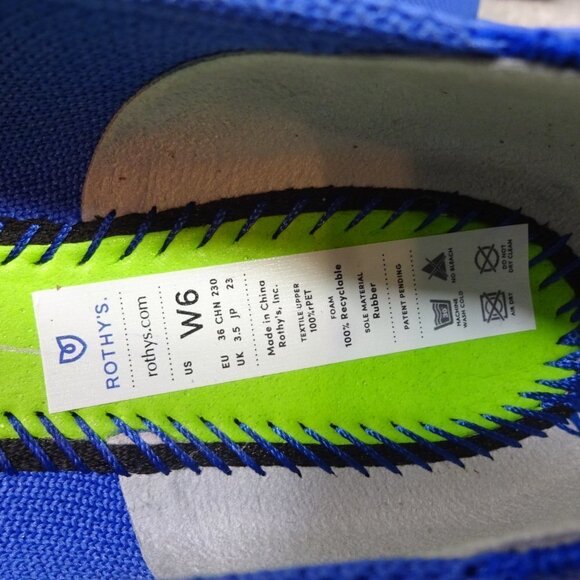 ROTHY'S.
rothys.com
US W6
EU 36 CHN 230
UK 3.5 JP 23
Made in China
Rothy's, Inc.
TEXTILE UPPER
100% rPET
FOAM
100% Recyclable
SOLE MATERIAL
Rubber
PATENT PENDING
30
MACHINE
WASH COLD
NO BLEACH
AIR DRY
DO NOT
DRY CLEAN